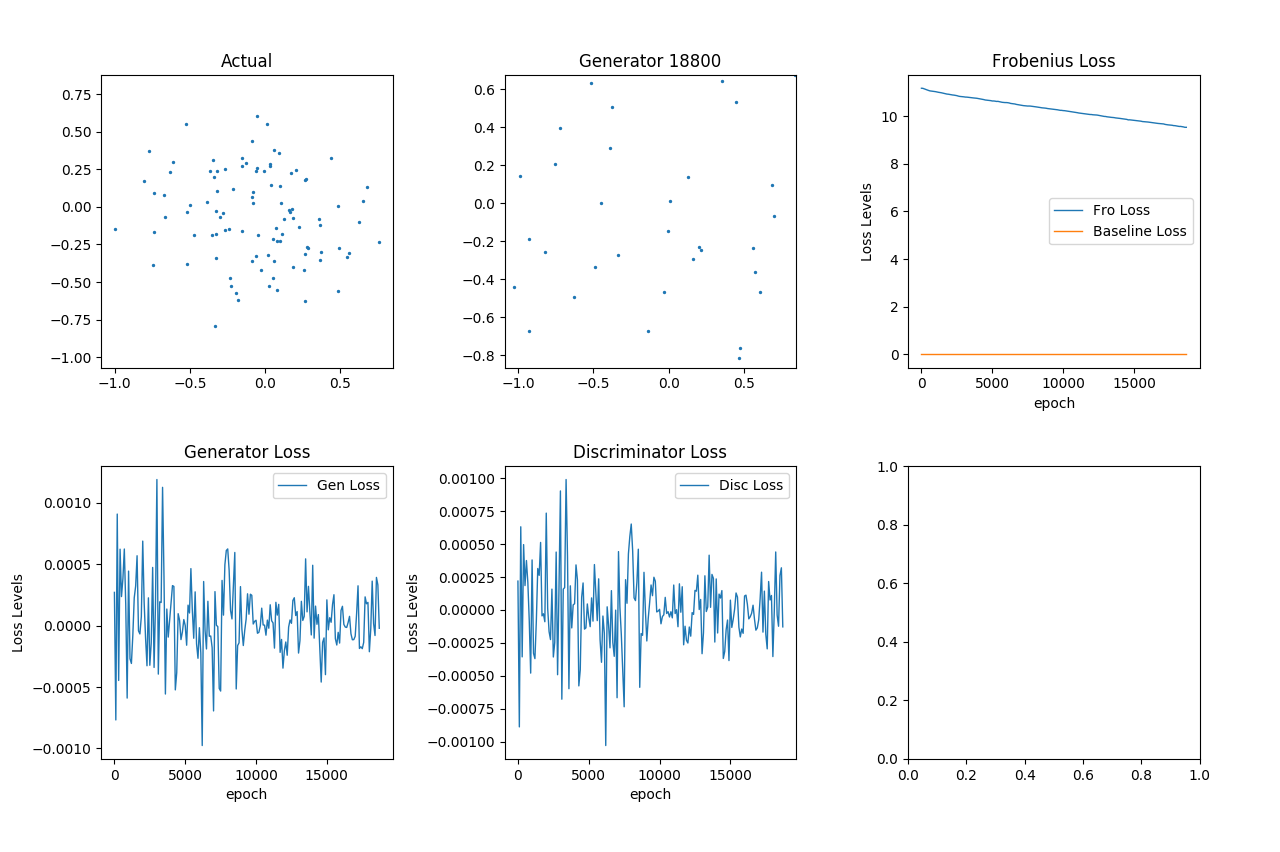 Actual
0.75
0.50
0.25
0.00
−0.25
−0.50
−0.75
−1.00
−1.0 −0.5 0.0 0.5
Generator 18800
0.6
0.4
0.2
0.0
−0.2
−0.4
−0.6
−0.8
−1.0 −0.5 0.0 0.5
Frobenius Loss
Loss Levels
10
8
6
4
2
0
Fro Loss
Baseline Loss
0 5000 10000 15000
epoch
Generator Loss
Loss Levels
0.0010
0.0005
0.0000
−0.0005
−0.0010
Gen Loss
0 5000 10000 15000
epoch
Discriminator Loss
Loss Levels
0.00100
0.00075
0.00050
0.00025
0.00000
−0.00025
−0.00050
−0.00075
−0.00100
Disc Loss
0 5000 10000 15000
epoch
1.0
0.8
0.6
0.4
0.2
0.0
0.0 0.2 0.4 0.6 0.8 1.0